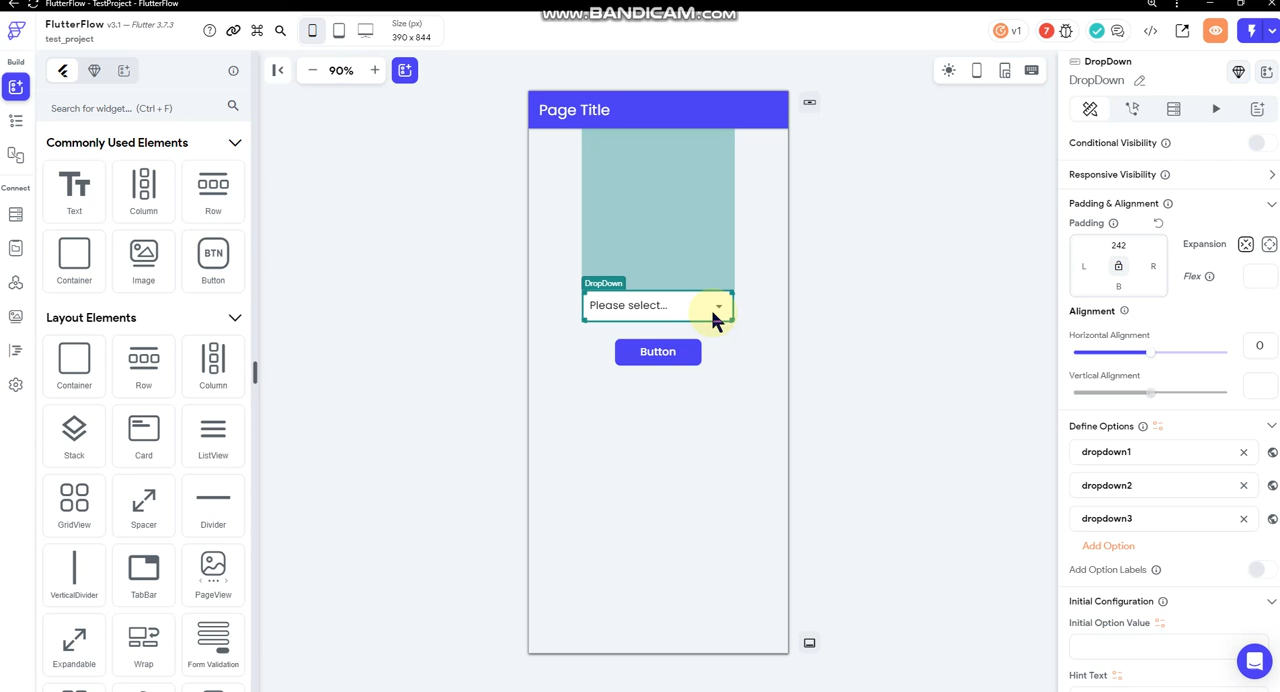 FlutterFlow - TestProject - FlutterFlow
www.BANDICAM.com
FlutterFlow v3.1 – Flutter 3.7.3
test_project
Size (px)
390 x 844
v1
7
Build
90%
Search for widget... (Ctrl + F)
Commonly Used Elements
Text
Column
Row
BTN
Container
Image
Button
Connect
Layout Elements
Container
Row
Column
Stack
Card
ListView
GridView
Spacer
Divider
VerticalDivider
TabBar
PageView
Expandable
Wrap
Form Validation
Page Title
DropDown
Please select...
Button
DropDown
DropDown
Conditional Visibility
Responsive Visibility
Padding & Alignment
Padding
242
Expansion
L
R
Flex
B
Alignment
Horizontal Alignment
0
Vertical Alignment
Define Options
dropdown1
dropdown2
dropdown3
Add Option
Add Option Labels
Initial Configuration
Initial Option Value
Hint Text